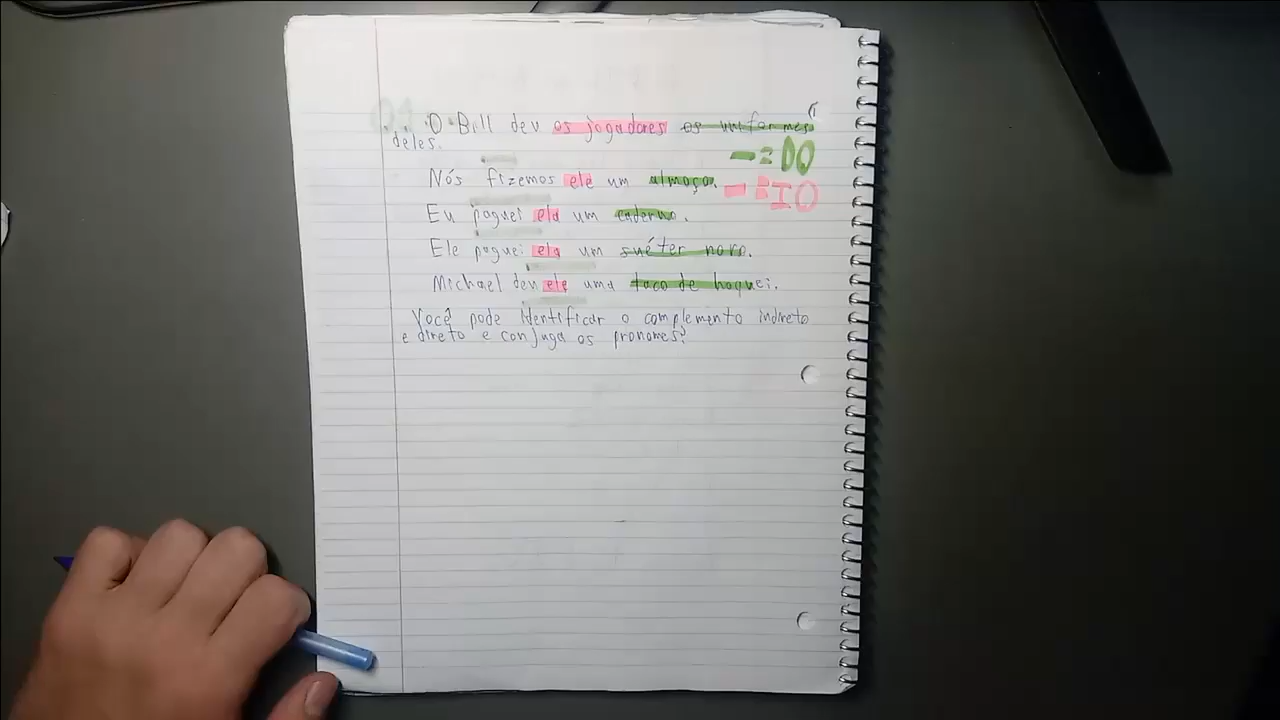 O Bill deu os jogadores os uniformes
deles.
- = DO
Nós fizemos ele um almoço.
- = IO
Eu paguei ela um caderno.
Ele paguei ela um suéter novo.
Michael deu ele uma taco de hoquei.
Você pode identificar o complemento indireto
e direto e conjuga os pronomes?